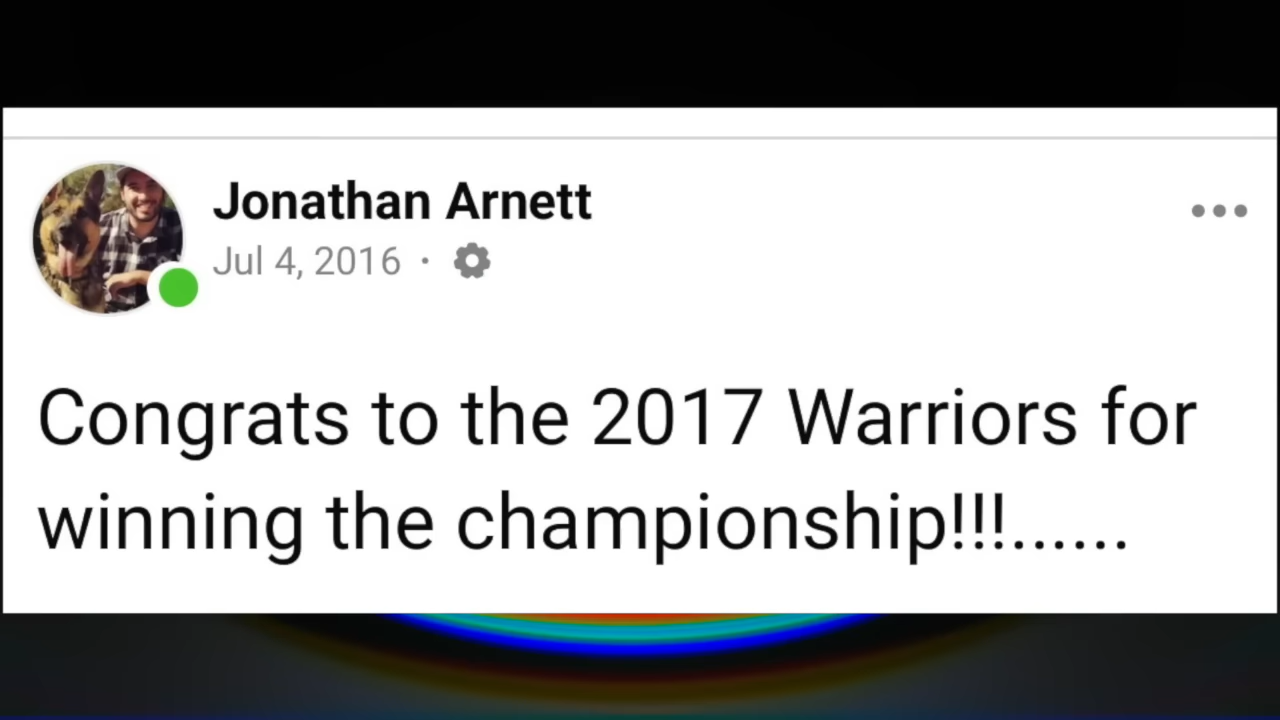 Jonathan Arnett
Jul 4, 2016 ·
Congrats to the 2017 Warriors for
winning the championship!!!......